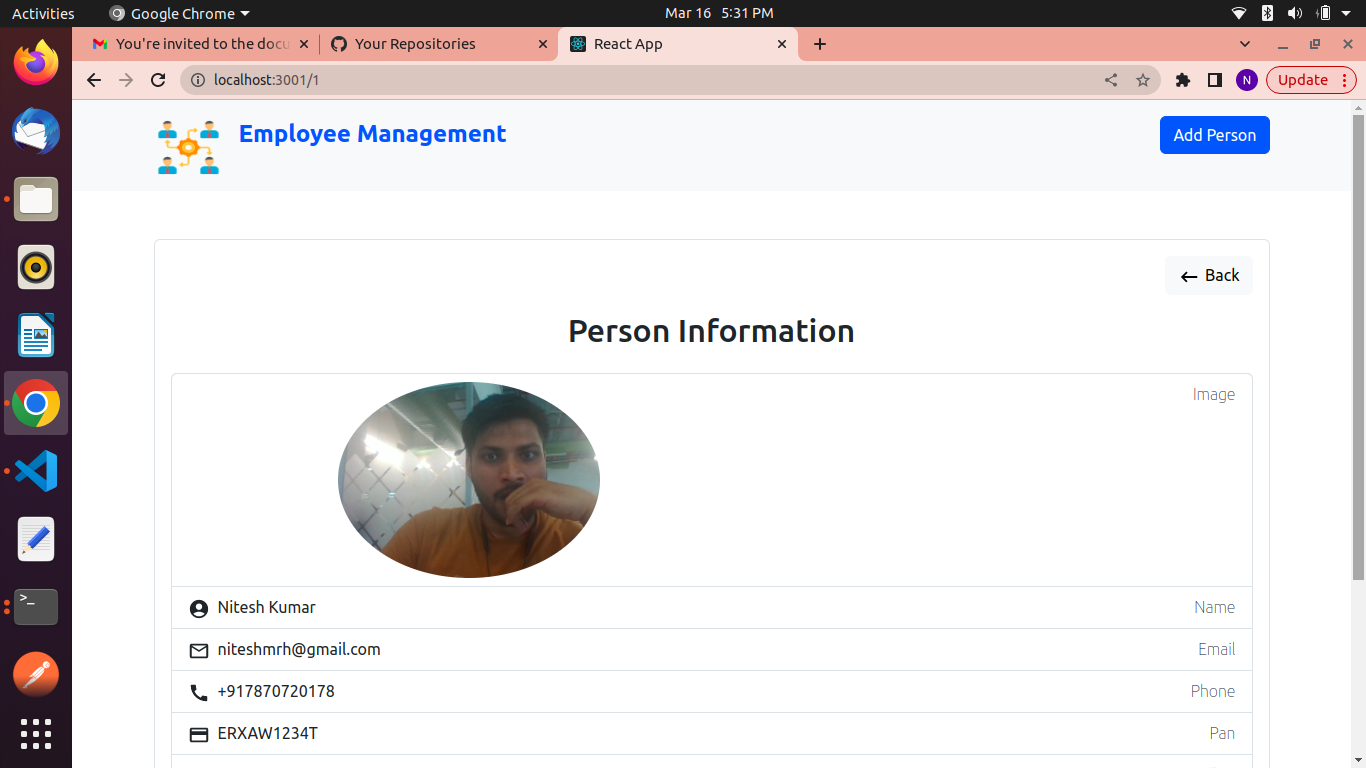 Activities Google Chrome Mar 16 5:31 PM
You're invited to the docu Your Repositories React App
localhost:3001/1 N Update
Employee Management Add Person
Back
Person Information
Image
Nitesh Kumar Name
niteshmrh@gmail.com Email
+917870720178 Phone
ERXAW1234T Pan